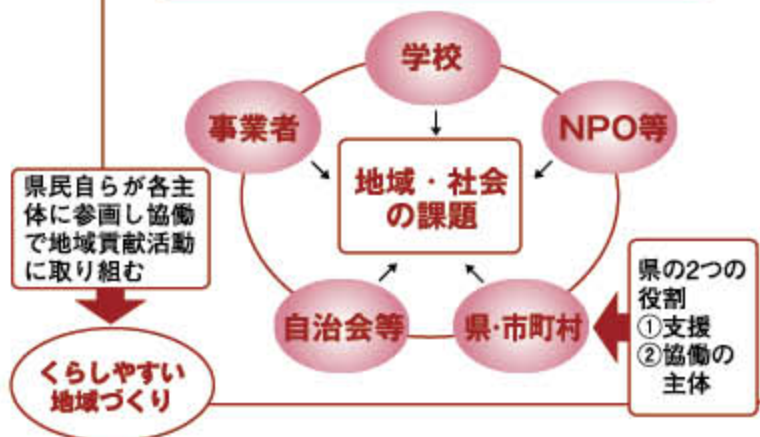 学校
事業者
NPO等
地域・社会
の課題
県民自らが各主
体に参画し協働
で地域貢献活動
に取り組む
県の2つの
役割
①支援
②協働の
主体
自治会等
県・市町村
くらしやすい
地域づくり